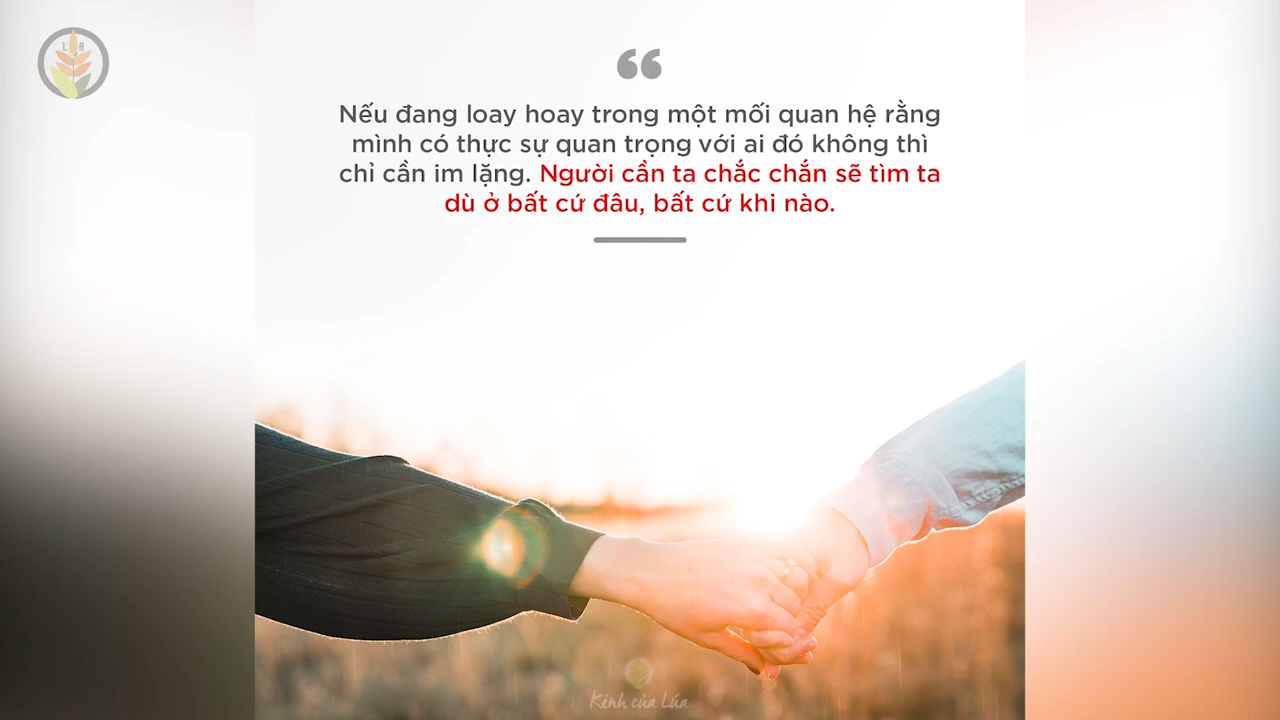 L A
“
Nếu đang loay hoay trong một mối quan hệ rằng
mình có thực sự quan trọng với ai đó không thì
chỉ cần im lặng. Người cần ta chắc chắn sẽ tìm ta
dù ở bất cứ đâu, bất cứ khi nào.
Kênh của Lúa